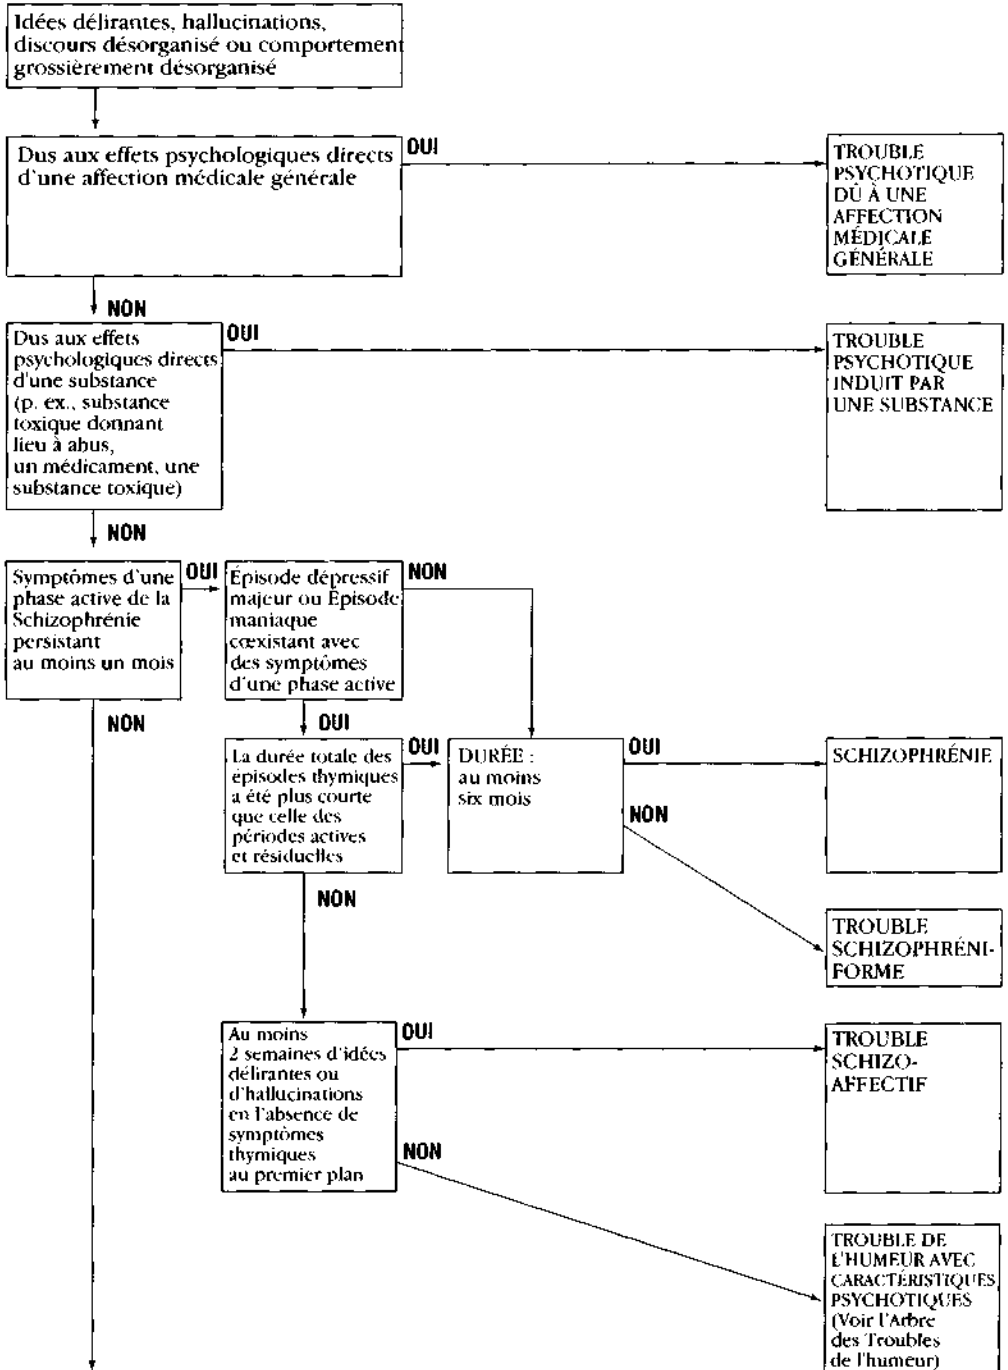 Idées délirantes, hallucinations,
discours désorganisé ou comportement
grossièrement désorganisé
Dus aux effets psychologiques directs
d'une affection médicale générale
OUI
TROUBLE
PSYCHOTIQUE
DÛ À UNE
AFFECTION
MÉDICALE
GÉNÉRALE
NON
Dus aux effets
psychologiques directs
d'une substance
(p. ex., substance
toxique donnant
lieu à abus,
un médicament, une
substance toxique)
OUI
TROUBLE
PSYCHOTIQUE
INDUIT PAR
UNE SUBSTANCE
NON
Symptômes d'une
phase active de la
Schizophrénie
persistant
au moins un mois
OUI
Épisode dépressif
majeur ou Épisode
maniaque
cœxistant avec
des symptômes
d'une phase active
NON
NON
OUI
La durée totale des
épisodes thymiques
a été plus courte
que celle des
périodes actives
et résiduelles
OUI
DURÉE :
au moins
six mois
OUI
SCHIZOPHRÉNIE
NON
TROUBLE
SCHIZOPHRÉNI-
FORME
NON
Au moins
2 semaines d'idées
délirantes ou
d'hallucinations
en l'absence de
symptômes
thymiques
au premier plan
OUI
TROUBLE
SCHIZO-
AFFECTIF
NON
TROUBLE DE
L'HUMEUR AVEC
CARACTÉRISTIQUES
PSYCHOTIQUES
(Voir l'Arbre
des Troubles
de l'humeur)